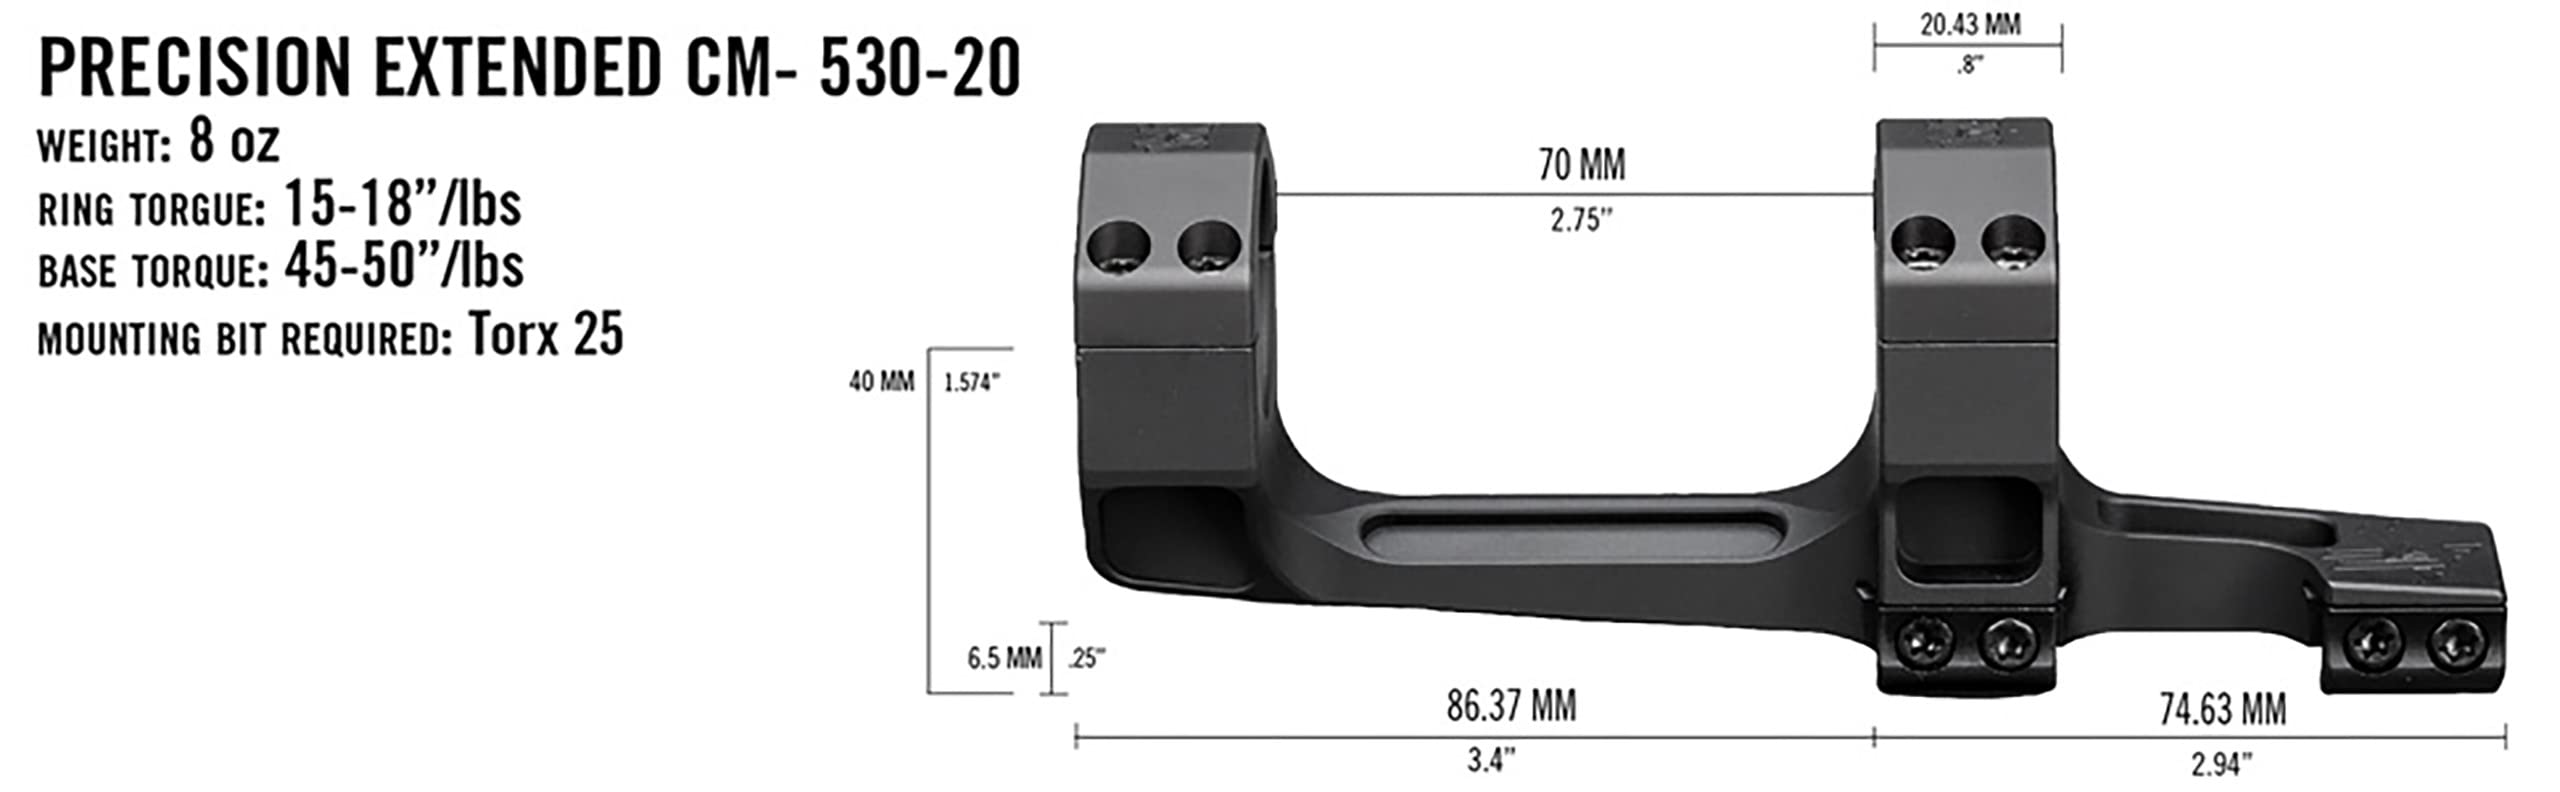 PRECISION EXTENDED CM- 530-20
WEIGHT: 8 oz
RING TORGUE: 15-18”/lbs
BASE TORQUE: 45-50”/lbs
MOUNTING BIT REQUIRED: Torx 25
20.43 MM
.8”
70 MM
2.75”
40 MM 1.574”
6.5 MM .25”
86.37 MM
3.4”
74.63 MM
2.94”